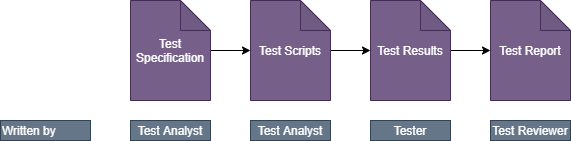 Test
Specification
Test Scripts
Test Results
Test Report
Written by
Test Analyst
Test Analyst
Tester
Test Reviewer